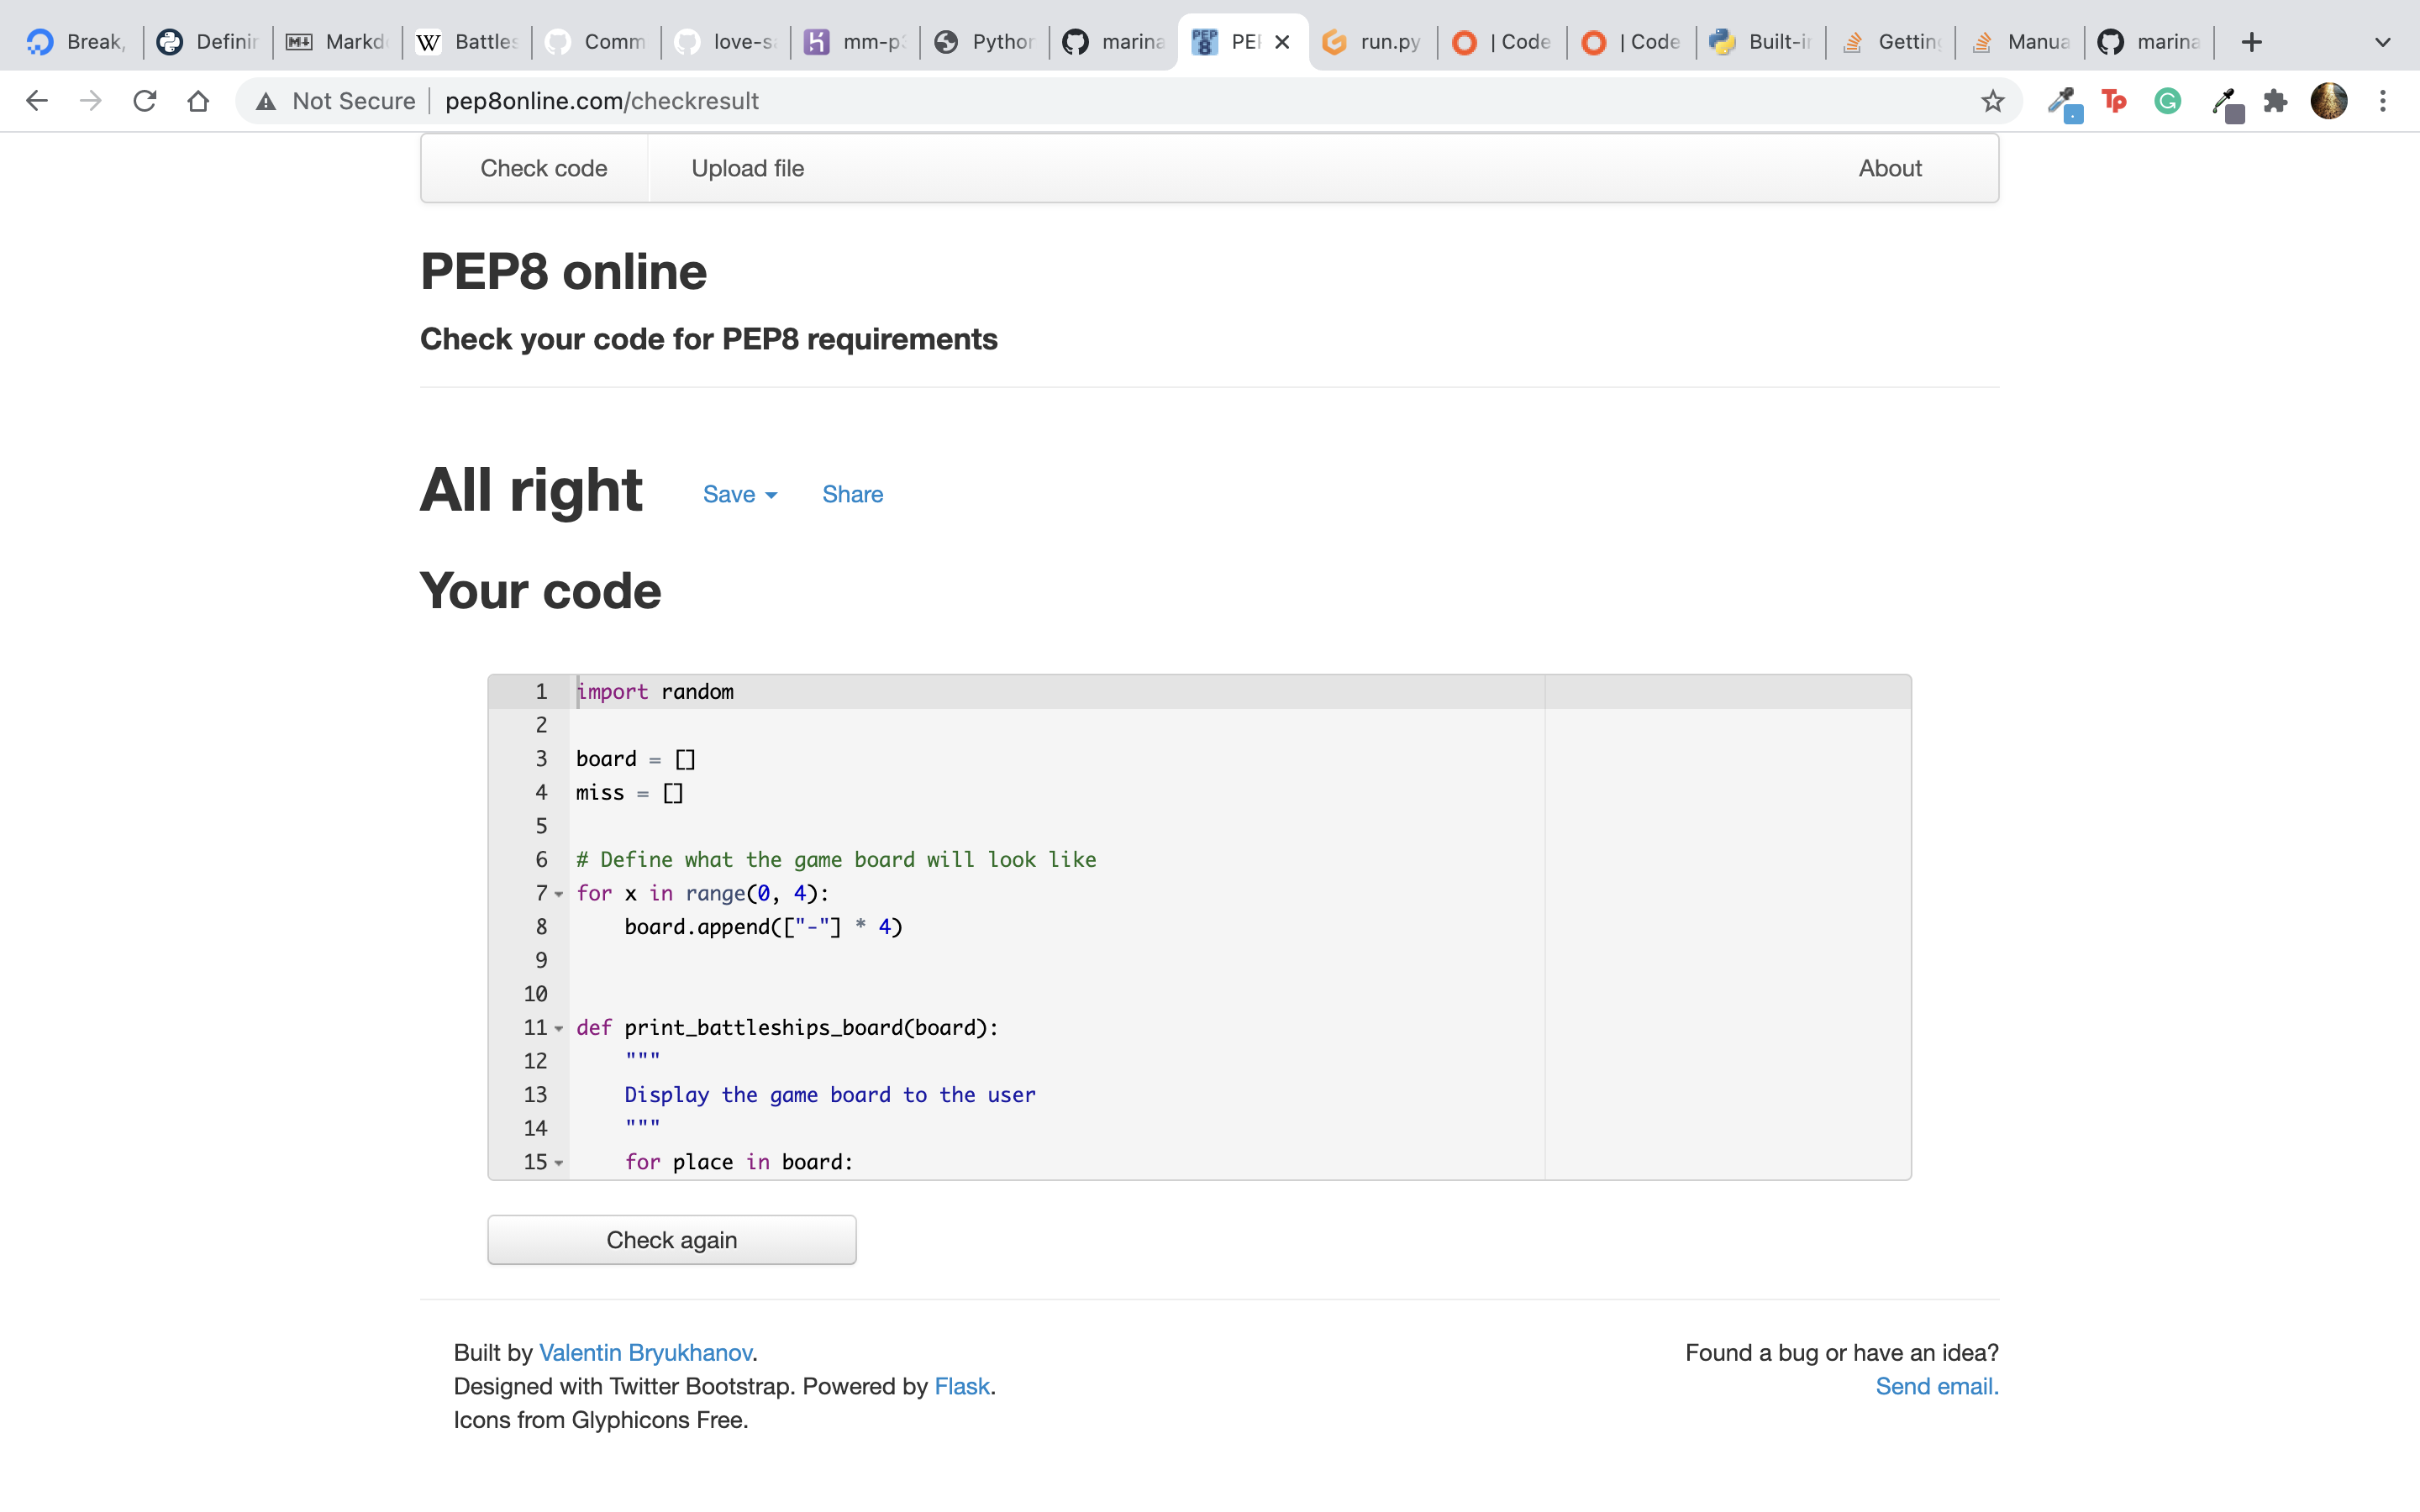 Break, Definir Markd Battles Comm love-s mm-p Python marina PE run.py | Code | Code Built-i Getting Manua marina
Not Secure pep8online.com/checkresult
Check code Upload file About
PEP8 online
Check your code for PEP8 requirements
All right Save Share
Your code
1 import random
2
3 board = []
4 miss = []
5
6 # Define what the game board will look like
7 for x in range(0, 4):
8 board.append(["-"] * 4)
9
10
11 def print_battleships_board(board):
12 """
13 Display the game board to the user
14 """
15 for place in board:
Check again
Built by Valentin Bryukhanov.
Designed with Twitter Bootstrap. Powered by Flask.
Icons from Glyphicons Free.
Found a bug or have an idea?
Send email.